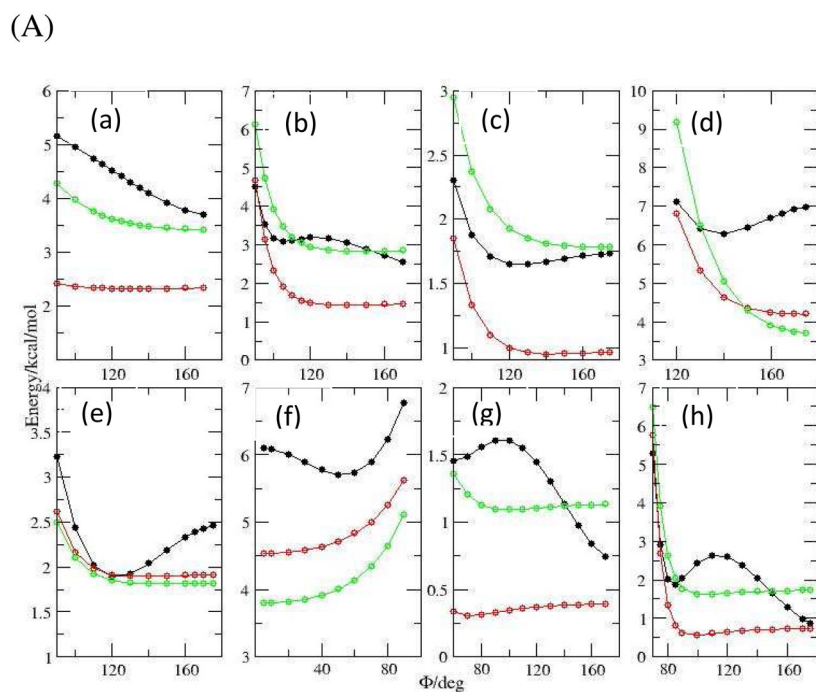 (A)
6 7 3 10
(a) (b) (c) (d)
6 9
5 2.5 8
5
4 4 2 7
6
3 3 1.5
2 5
2 1 4
1
0 3
120 160 120 160 120 160 120 160
Energy/kcal/mol
4 7 2 7
(e) (f) (g) (h)
3.5 6
6 1.5 5
3
4
2.5 5 1 3
2 2
4 0.5
1.5 1
1 3 0 0
120 160 40 80 80 120 160 80 120 160
Φ/deg